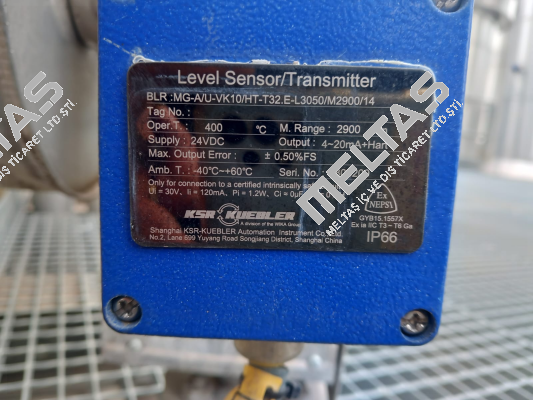 Level Sensor/Transmitter
BLR :MG-A/U-VK10/HT-T32.E-L3050/M2900/14
Tag No. :
Oper.T. : 400 °C M. Range : 2900
Supply : 24VDC Output : 4~20mA+Hart
Max. Output Error : ± 0.50%FS
Amb. T. : -40℃~+60℃ Seri. No.
Only for connection to a certified intrinsically
Ui = 30V, Ii = 120mA, Pi = 1.2W, Ci =
KSR KUEBLER
A division of the WIKA Group
Shanghai KSR-KUEBLER Automation Instrument Co.,Ltd.
No.2, Lane 599 Yuyang Road Songjiang District, Shanghai China
Ex
NEPSI
GYB15.1557X
Ex ia IIC T3~T6 Ga
IP66
MELTAŞ
MELTAS İÇ VE DIŞ TİCARET LTD ŞTİ